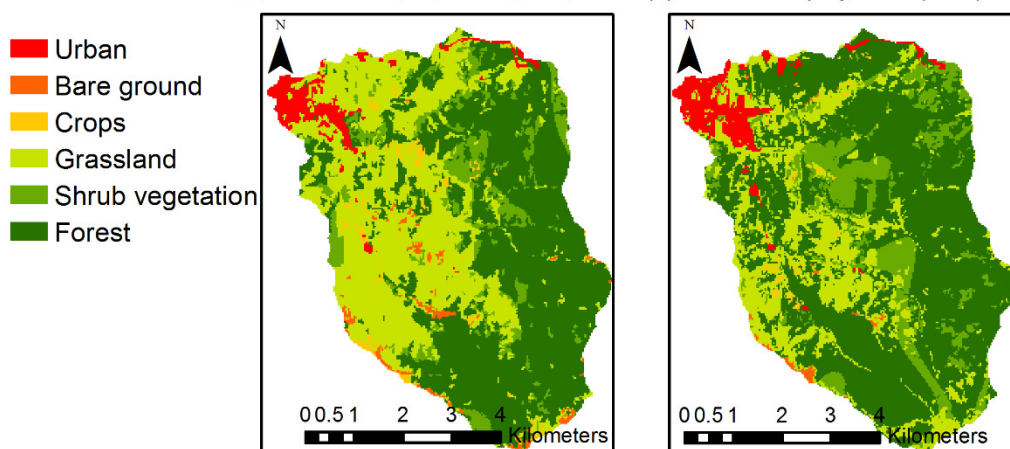 Urban
Bare ground
Crops
Grassland
Shrub vegetation
Forest
N
0 0.5 1 2 3 4
Kilometers
N
0 0.5 1 2 3 4
Kilometers